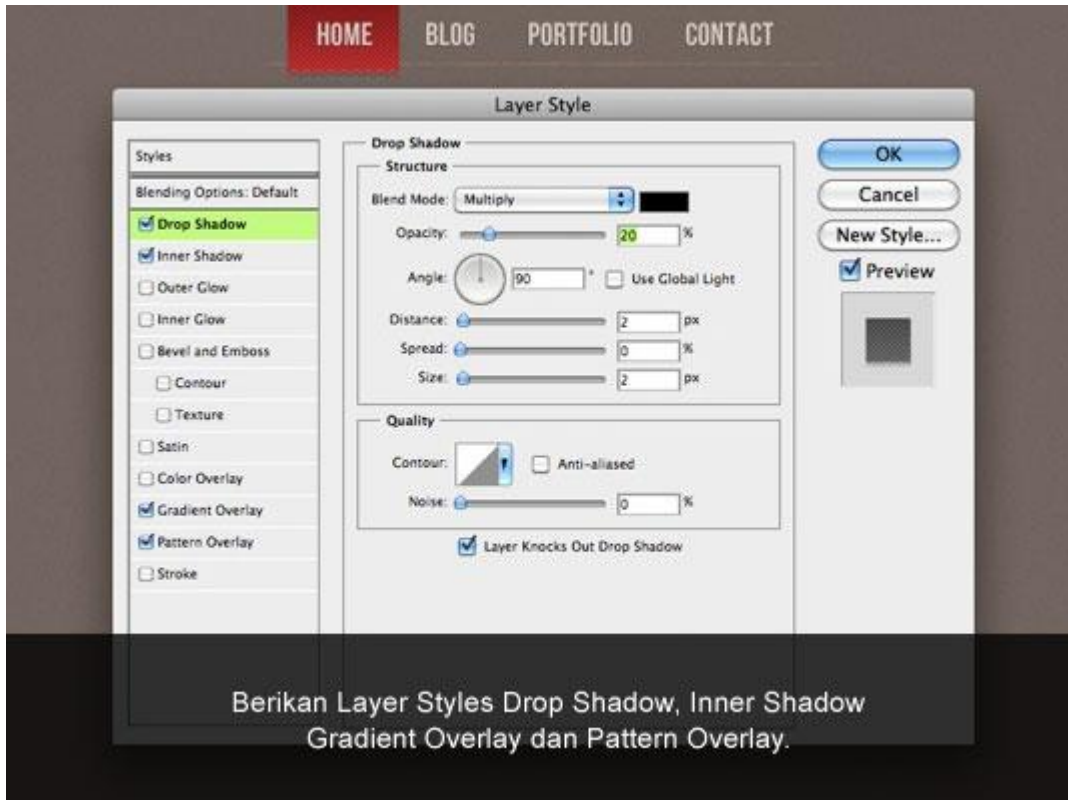 HOME BLOG PORTFOLIO CONTACT
Layer Style
Styles
Blending Options: Default
Drop Shadow
Inner Shadow
Outer Glow
Inner Glow
Bevel and Emboss
Contour
Texture
Satin
Color Overlay
Gradient Overlay
Pattern Overlay
Stroke
Drop Shadow
Structure
Blend Mode: Multiply
Opacity: 20 %
Angle: 90 ° Use Global Light
Distance: 2 px
Spread: 0 %
Size: 2 px
Quality
Contour: Anti-aliased
Noise: 0 %
Layer Knocks Out Drop Shadow
OK
Cancel
New Style...
Preview
Berikan Layer Styles Drop Shadow, Inner Shadow
Gradient Overlay dan Pattern Overlay.